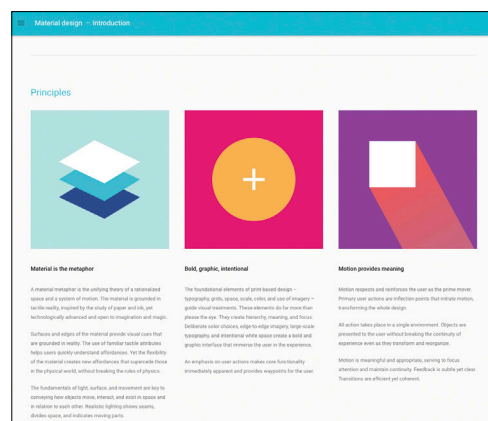 Material design – Introduction
Principles
Material is the metaphor
A material metaphor is the unifying theory of a rationalized
space and a system of motion. The material is grounded in
tactile reality, inspired by the study of paper and ink, yet
technologically advanced and open to imagination and magic.
Surfaces and edges of the material provide visual cues that
are grounded in reality. The use of familiar tactile attributes
helps users quickly understand affordances. Yet the flexibility
of the material creates new affordances that supercede those
in the physical world, without breaking the rules of physics.
The fundamentals of light, surface, and movement are key to
conveying how objects move, interact, and exist in space and
in relation to each other. Realistic lighting shows seams,
divides space, and indicates moving parts.
Bold, graphic, intentional
The foundational elements of print-based design –
typography, grids, space, scale, color, and use of imagery –
guide visual treatments. These elements do far more than
please the eye. They create hierarchy, meaning, and focus.
Deliberate color choices, edge-to-edge imagery, large-scale
typography, and intentional white space create a bold and
graphic interface that immerse the user in the experience.
An emphasis on user actions makes core functionality
immediately apparent and provides waypoints for the user.
Motion provides meaning
Motion respects and reinforces the user as the prime mover.
Primary user actions are inflection points that initiate motion,
transforming the whole design.
All action takes place in a single environment. Objects are
presented to the user without breaking the continuity of
experience even as they transform and reorganize.
Motion is meaningful and appropriate, serving to focus
attention and maintain continuity. Feedback is subtle yet clear.
Transitions are efficient yet coherent.